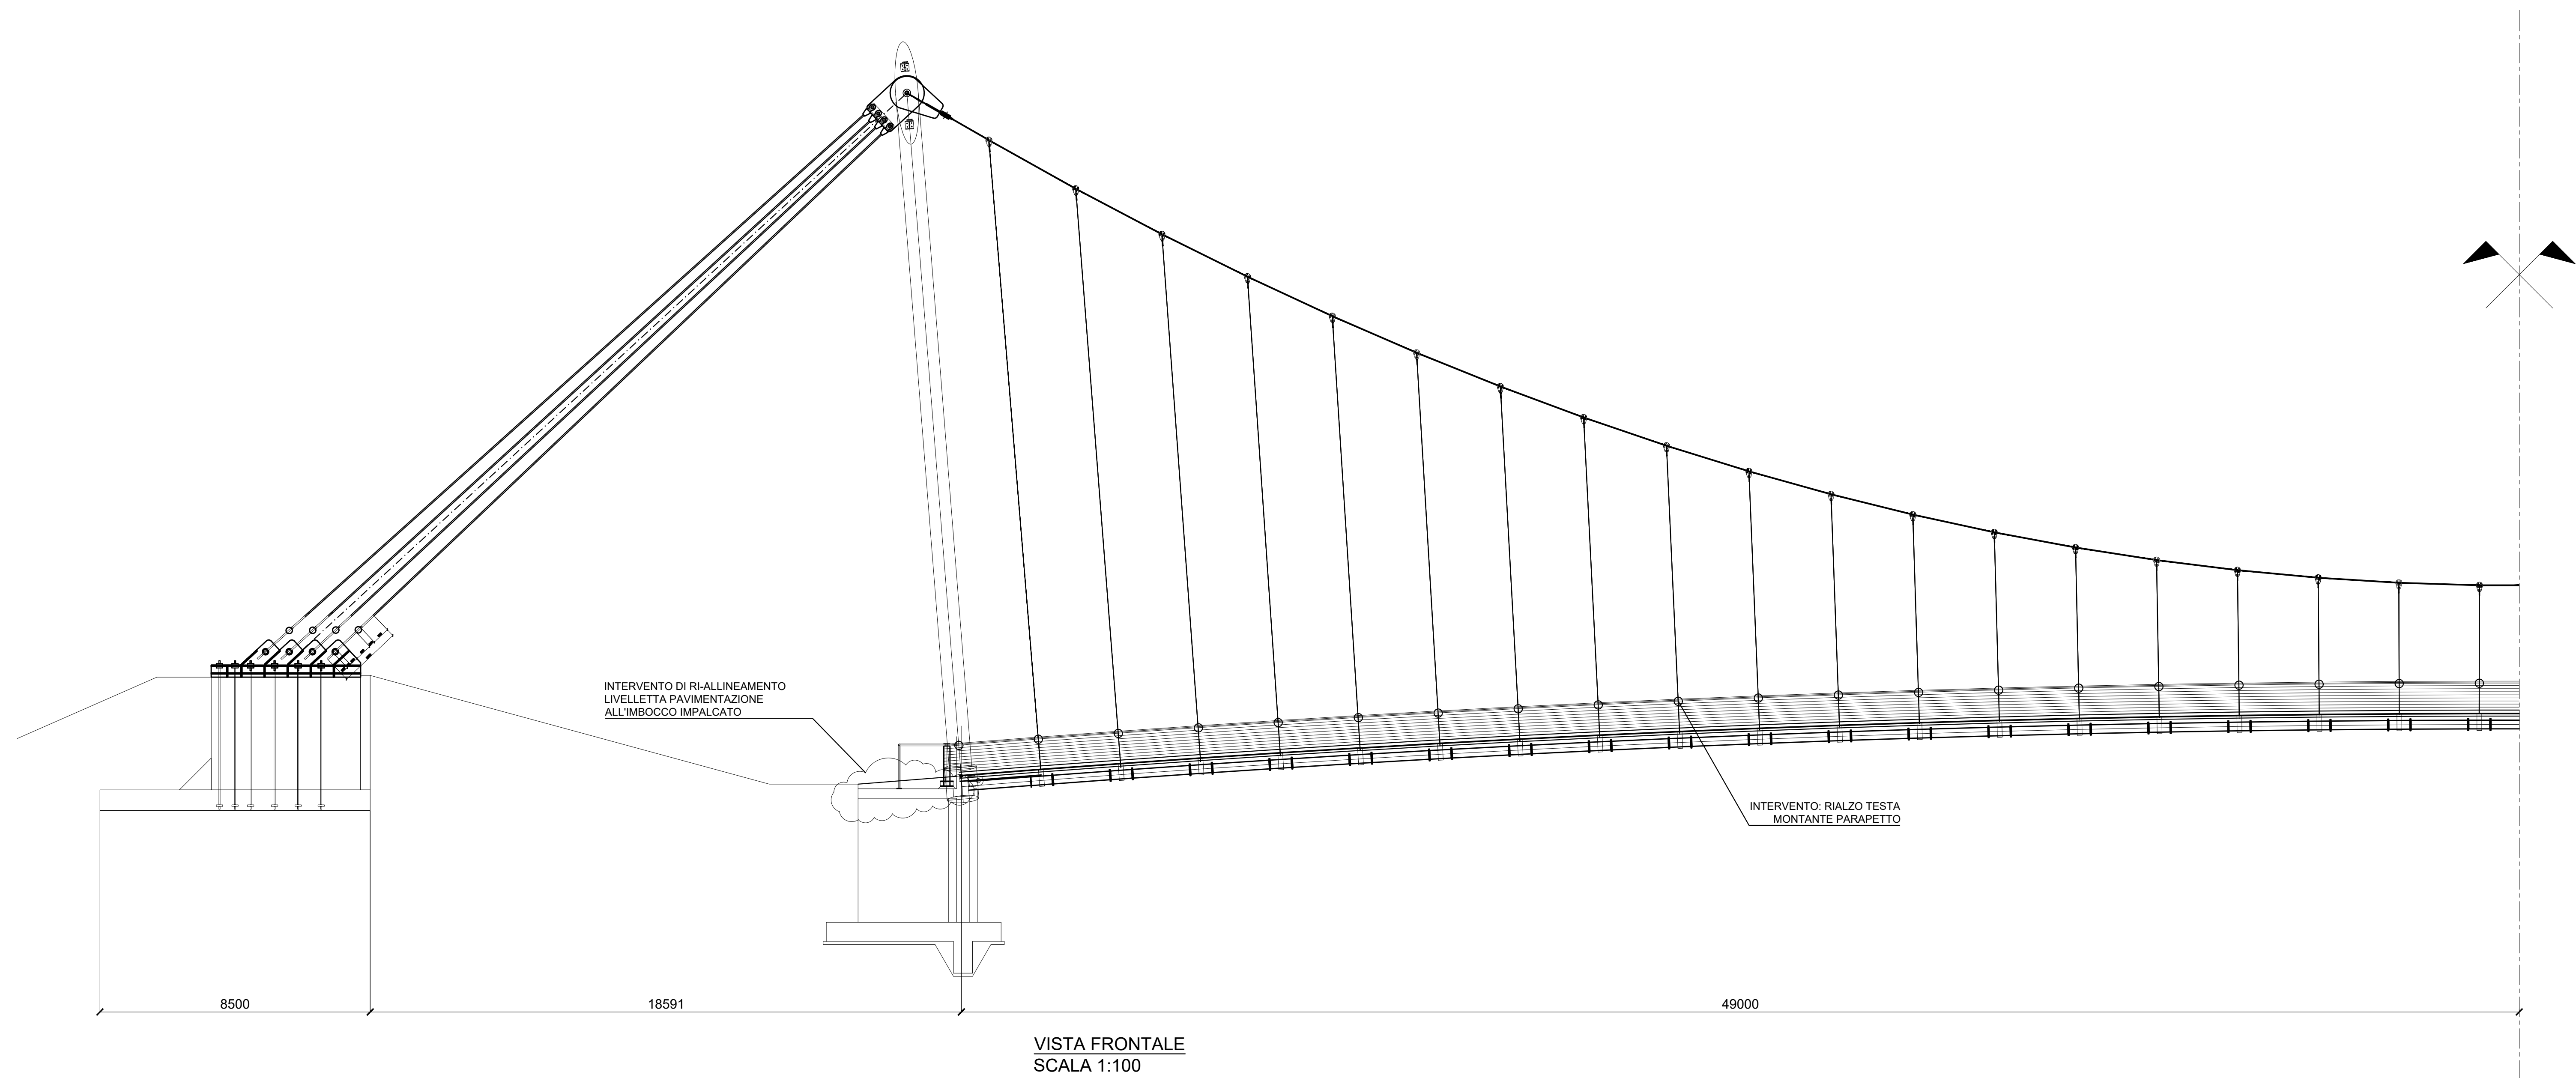 INTERVENTO DI RI-ALLINEAMENTO
LIVELLETTA PAVIMENTAZIONE
ALL'IMBOCCO IMPALCATO
INTERVENTO: RIALZO TESTA
MONTANTE PARAPETTO
8500
18591
49000
VISTA FRONTALE
SCALA 1:100